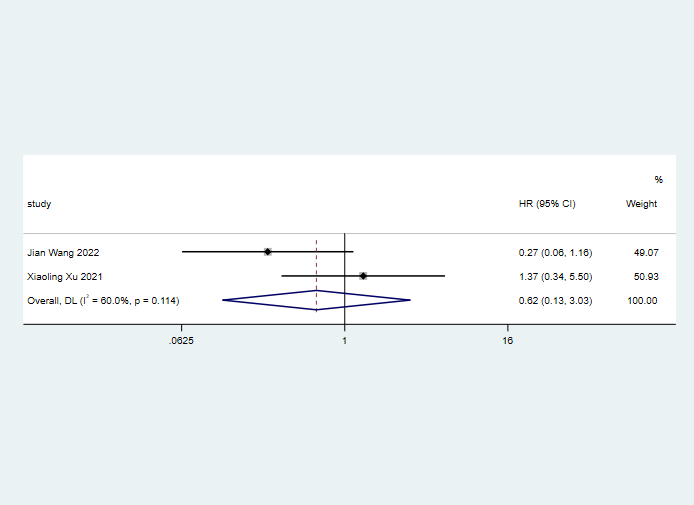 %
study HR (95% CI) Weight
Jian Wang 2022 0.27 (0.06, 1.16) 49.07
Xiaoling Xu 2021 1.37 (0.34, 5.50) 50.93
Overall, DL (I² = 60.0%, p = 0.114) 0.62 (0.13, 3.03) 100.00
.0625 1 16